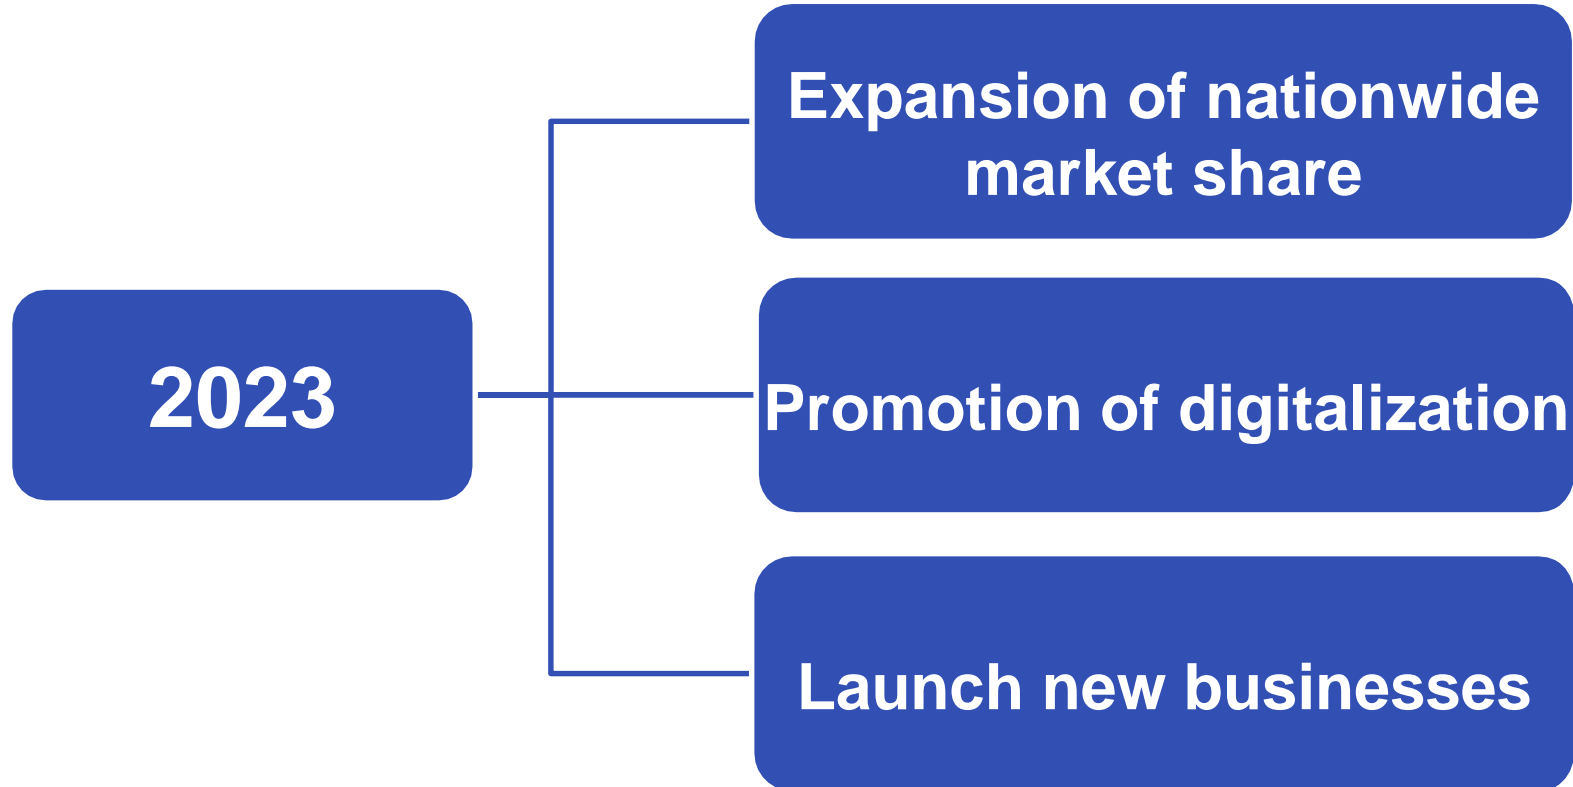 Expansion of nationwide
market share
2023
Promotion of digitalization
Launch new businesses